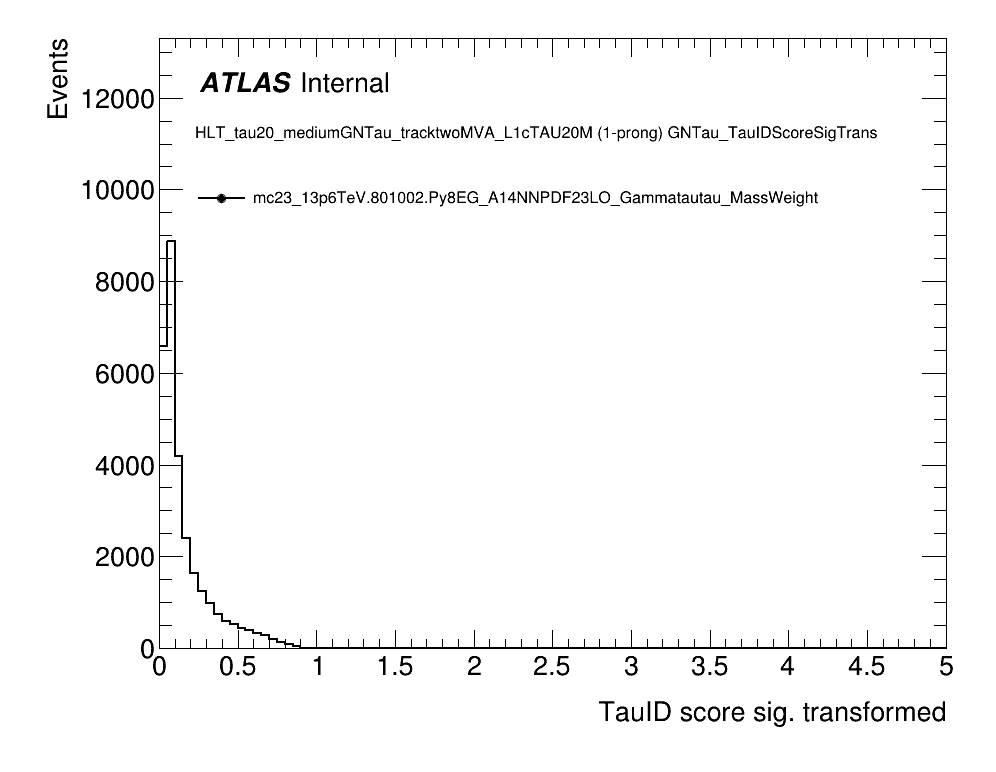 Events
ATLAS Internal
HLT_tau20_mediumGNTau_tracktwoMVA_L1cTAU20M (1-prong) GNTau_TauIDScoreSigTrans
mc23_13p6TeV.801002.Py8EG_A14NNPDF23LO_Gammatautau_MassWeight
12000
10000
8000
6000
4000
2000
0
0 0.5 1 1.5 2 2.5 3 3.5 4 4.5 5
TauID score sig. transformed